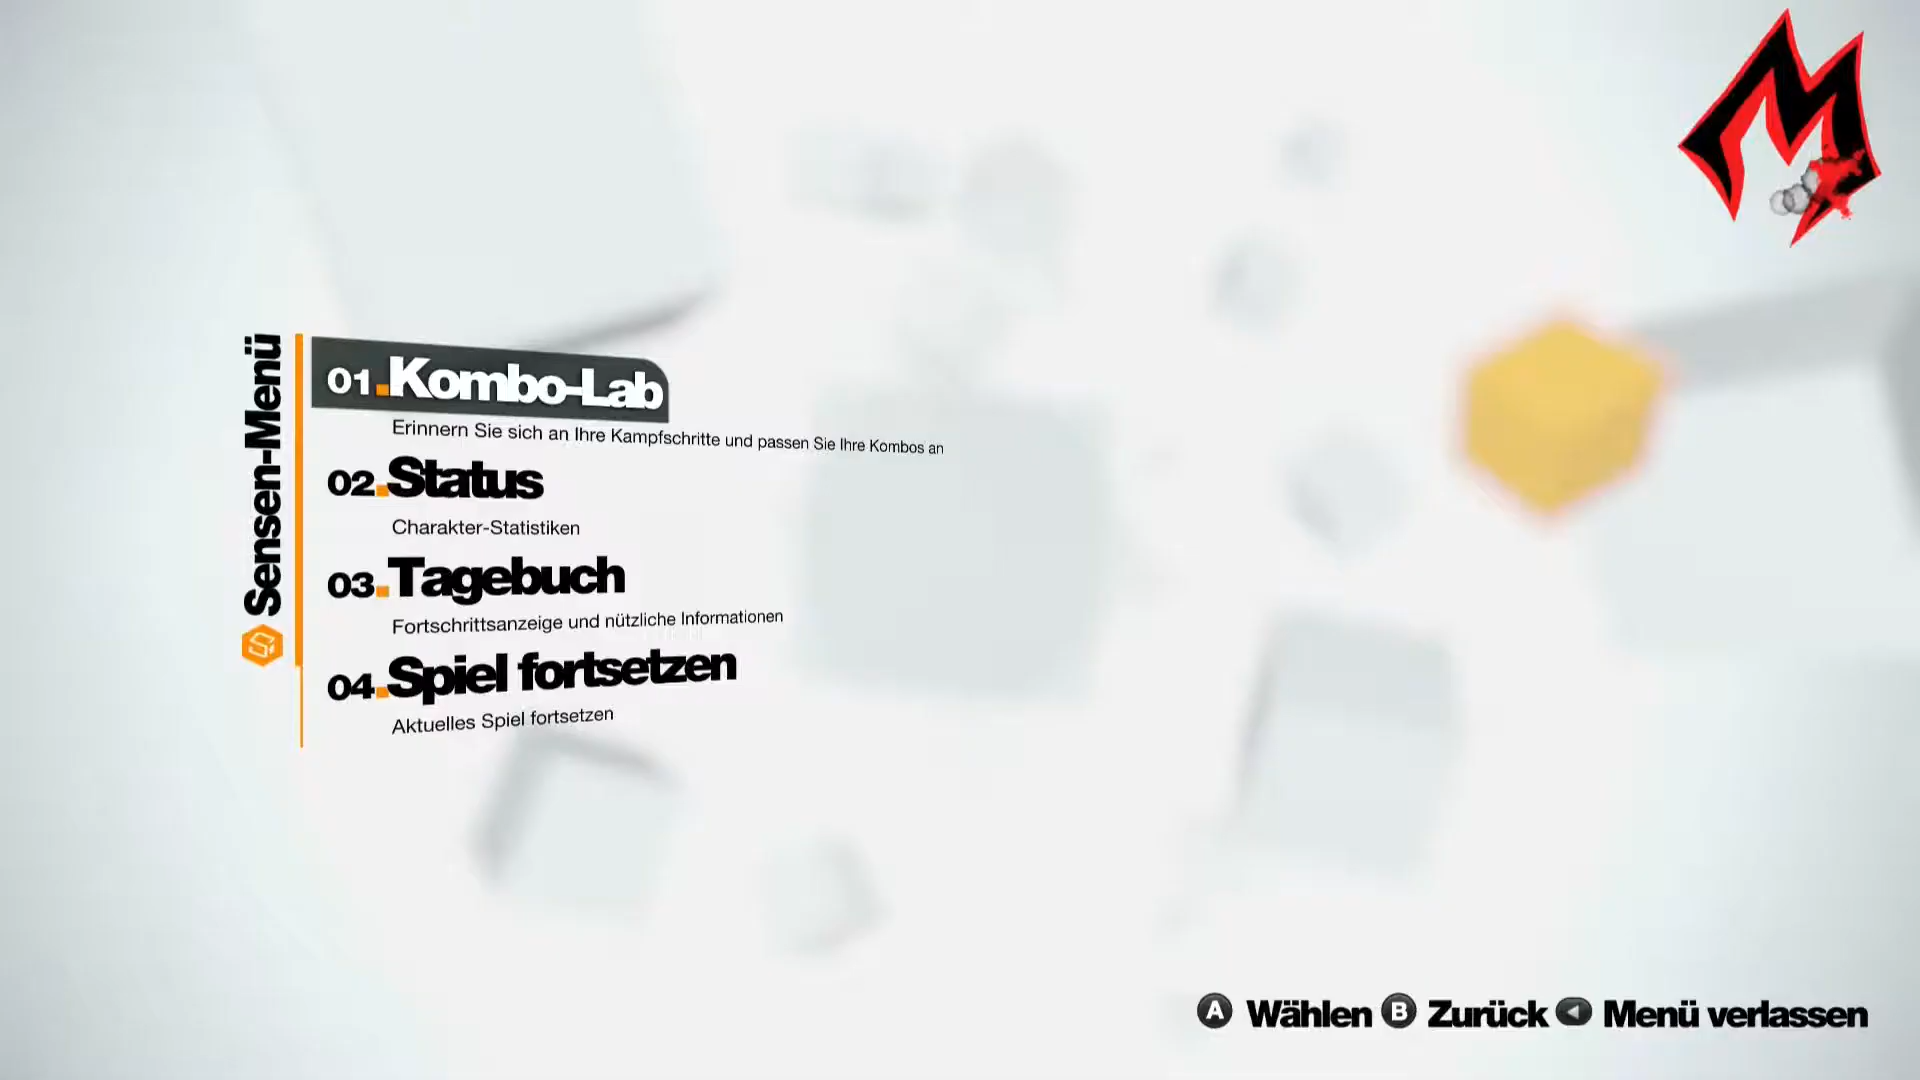 Sensen-Menü
01.Kombo-Lab
Erinnern Sie sich an Ihre Kampfschritte und passen Sie Ihre Kombos an
02.Status
Charakter-Statistiken
03.Tagebuch
Fortschrittsanzeige und nützliche Informationen
04.Spiel fortsetzen
Aktuelles Spiel fortsetzen
A Wählen B Zurück Menü verlassen
M